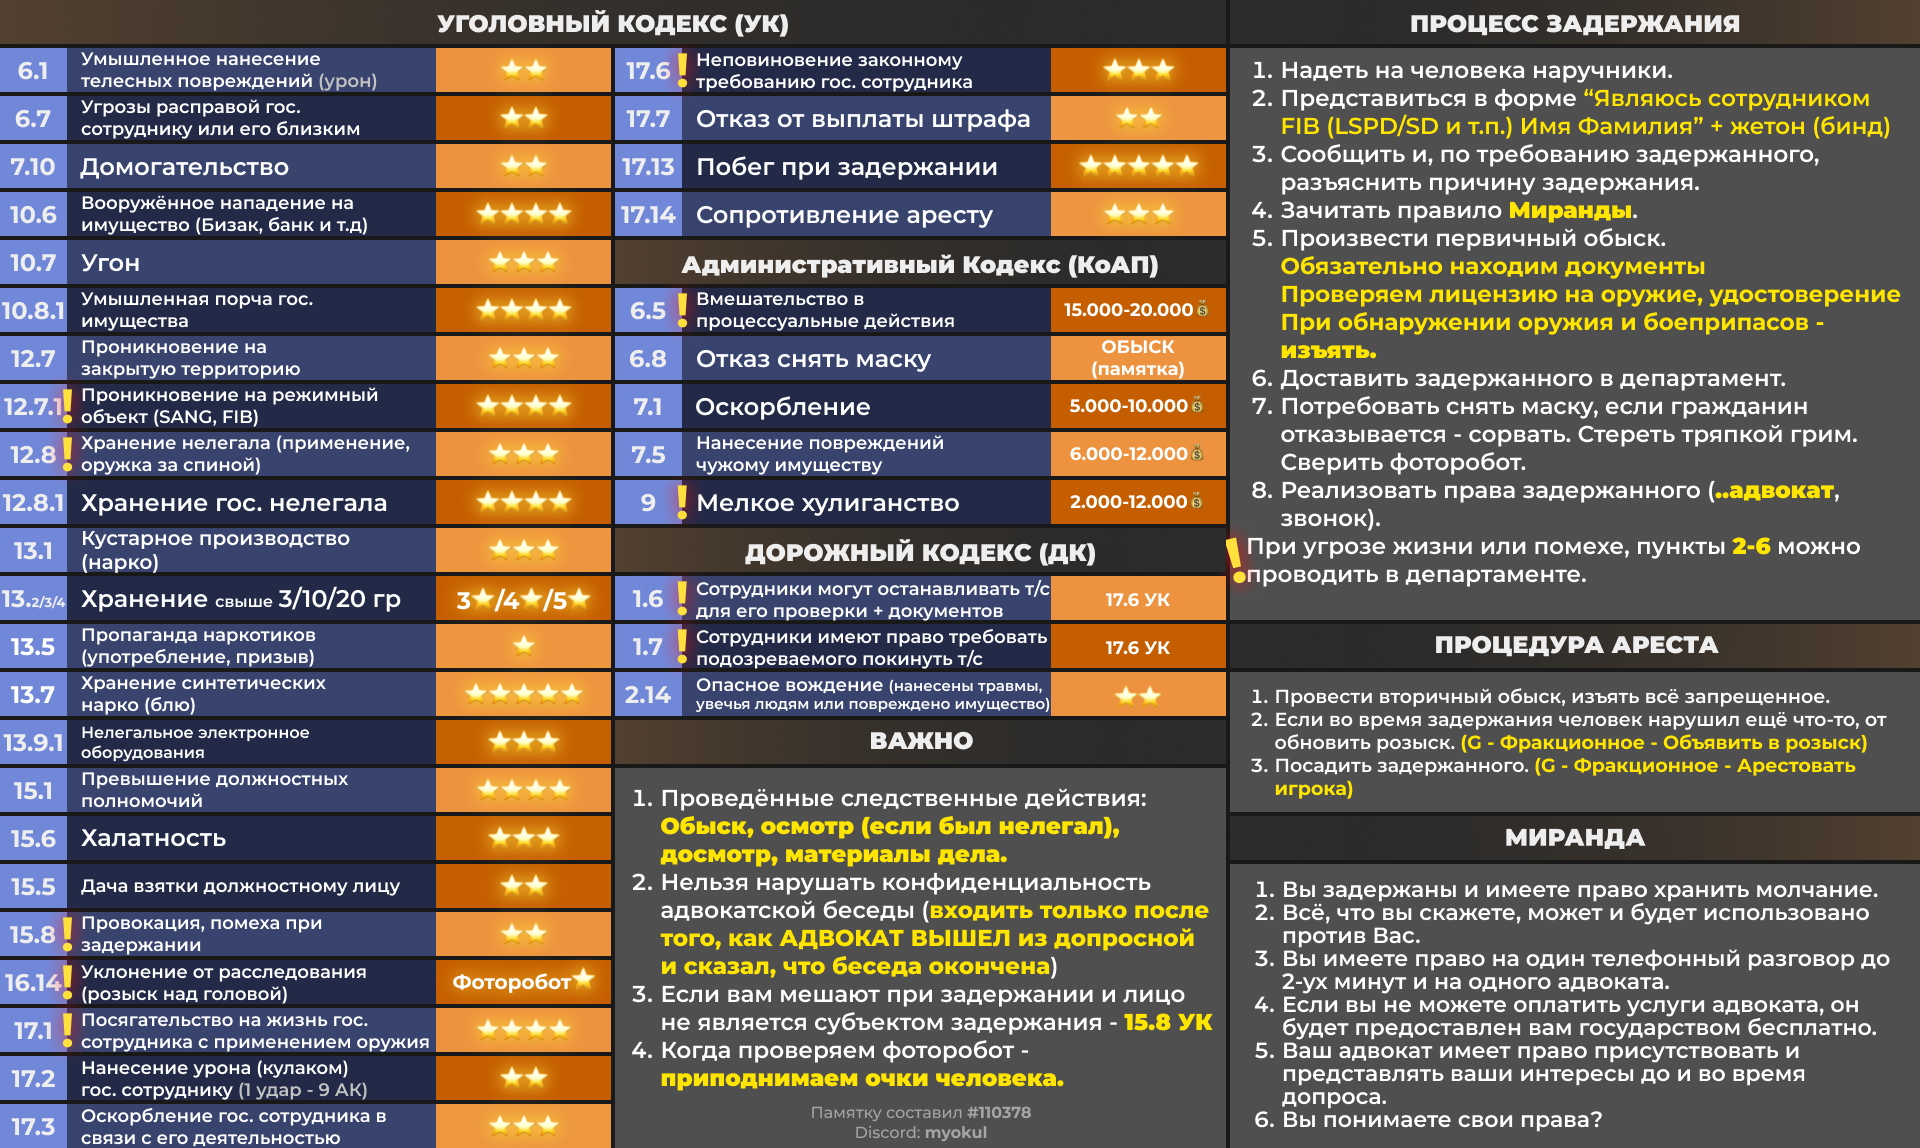 УГОЛОВНЫЙ КОДЕКС (УК)
6.1
Умышленное нанесение
телесных повреждений (урон)
6.7
Угрозы расправой гос.
сотруднику или его близким
7.10
Домогательство
10.6
Вооружённое нападение на
имущество (Бизак, банк и т.д)
10.7
Угон
10.8.1
Умышленная порча гос.
имущества
12.7
Проникновение на
закрытую территорию
12.7.1
Проникновение на режимный
объект (SANG, FIB)
12.8
Хранение нелегала (применение,
оружка за спиной)
12.8.1
Хранение гос. нелегала
13.1
Кустарное производство
(нарко)
13.2/3/4
Хранение свыше 3/10/20 гр
3⭐/4⭐/5⭐
13.5
Пропаганда наркотиков
(употребление, призыв)
13.7
Хранение синтетических
нарко (блю)
13.9.1
Нелегальное электронное
оборудования
15.1
Превышение должностных
полномочий
15.6
Халатность
15.5
Дача взятки должностному лицу
15.8
Провокация, помеха при
задержании
16.14
Уклонение от расследования
(розыск над головой)
Фоторобот
17.1
Посягательство на жизнь гос.
сотрудника с применением оружия
17.2
Нанесение урона (кулаком)
гос. сотруднику (1 удар - 9 АК)
17.3
Оскорбление гос. сотрудника в
связи с его деятельностью
17.6
Неповиновение законному
требованию гос. сотрудника
17.7
Отказ от выплаты штрафа
17.13
Побег при задержании
17.14
Сопротивление аресту
Административный Кодекс (КоАП)
6.5
Вмешательство в
процессуальные действия
15.000-20.000
6.8
Отказ снять маску
ОБЫСК
(памятка)
7.1
Оскорбление
5.000-10.000
7.5
Нанесение повреждений
чужому имуществу
6.000-12.000
9
Мелкое хулиганство
2.000-12.000
ДОРОЖНЫЙ КОДЕКС (ДК)
1.6
Сотрудники могут останавливать т/с
для его проверки + документов
17.6 УК
1.7
Сотрудники имеют право требовать
подозреваемого покинуть т/с
17.6 УК
2.14
Опасное вождение (нанесены травмы,
увечья людям или повреждено имущество)
ВАЖНО
1. Проведённые следственные действия:
Обыск, осмотр (если был нелегал),
досмотр, материалы дела.
2. Нельзя нарушать конфиденциальность
адвокатской беседы (входить только после
того, как АДВОКАТ ВЫШЕЛ из допросной
и сказал, что беседа окончена)
3. Если вам мешают при задержании и лицо
не является субъектом задержания - 15.8 УК
4. Когда проверяем фоторобот -
приподнимаем очки человека.
Памятку составил #110378
Discord: myokul
ПРОЦЕСС ЗАДЕРЖАНИЯ
1. Надеть на человека наручники.
2. Представиться в форме “Являюсь сотрудником
FIB (LSPD/SD и т.п.) Имя Фамилия” + жетон (бинд)
3. Сообщить и, по требованию задержанного,
разъяснить причину задержания.
4. Зачитать правило Миранды.
5. Произвести первичный обыск.
Обязательно находим документы
Проверяем лицензию на оружие, удостоверение
При обнаружении оружия и боеприпасов -
изъять.
6. Доставить задержанного в департамент.
7. Потребовать снять маску, если гражданин
отказывается - сорвать. Стереть тряпкой грим.
Сверить фоторобот.
8. Реализовать права задержанного (..адвокат,
звонок).
При угрозе жизни или помехе, пункты 2-6 можно
проводить в департаменте.
ПРОЦЕДУРА АРЕСТА
1. Провести вторичный обыск, изъять всё запрещенное.
2. Если во время задержания человек нарушил ещё что-то, от
обновить розыск. (G - Фракционное - Объявить в розыск)
3. Посадить задержанного. (G - Фракционное - Арестовать
игрока)
МИРАНДА
1. Вы задержаны и имеете право хранить молчание.
2. Всё, что вы скажете, может и будет использовано
против Вас.
3. Вы имеете право на один телефонный разговор до
2-ух минут и на одного адвоката.
4. Если вы не можете оплатить услуги адвоката, он
будет предоставлен вам государством бесплатно.
5. Ваш адвокат имеет право присутствовать и
представлять ваши интересы до и во время
допроса.
6. Вы понимаете свои права?